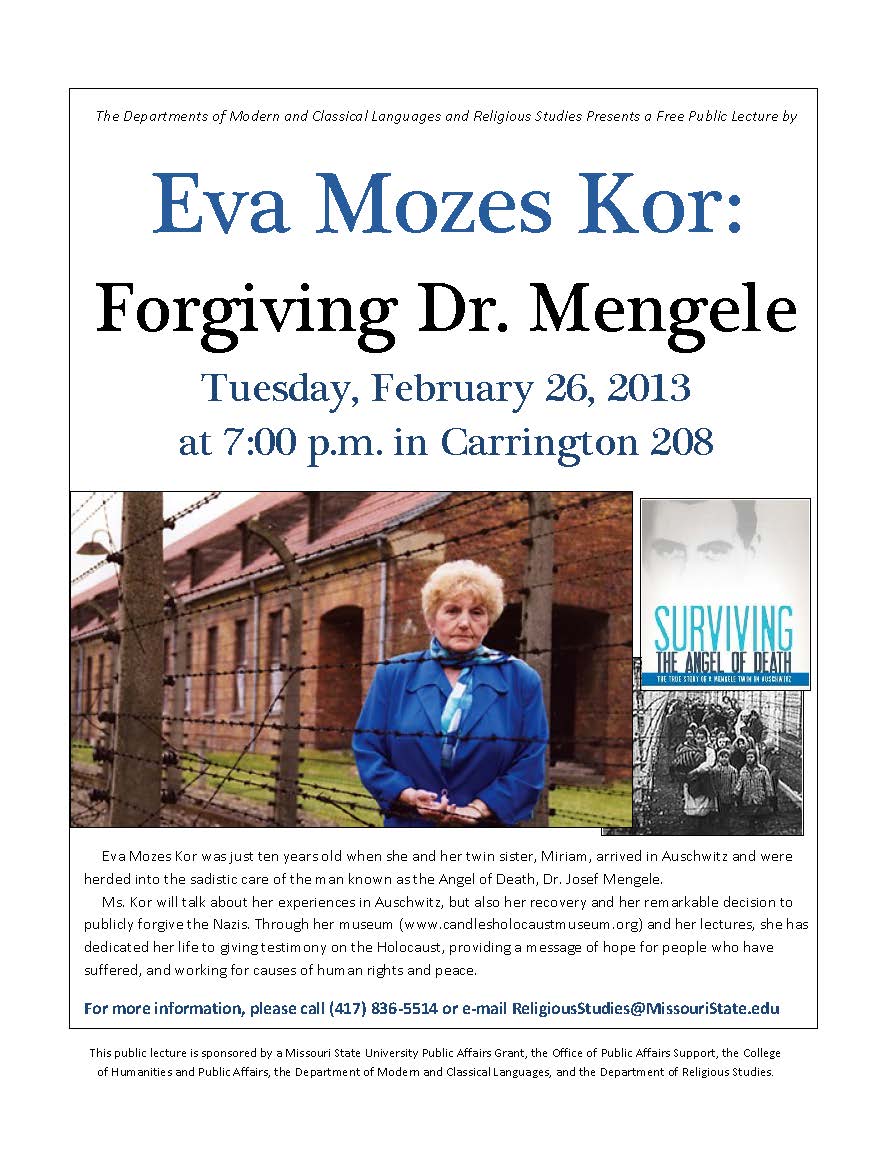 The Departments of Modern and Classical Languages and Religious Studies Presents a Free Public Lecture by
Eva Mozes Kor:
Forgiving Dr. Mengele
Tuesday, February 26, 2013
at 7:00 p.m. in Carrington 208
SURVIVING
THE ANGEL OF DEATH
THE TRUE STORY OF A MENGELE TWIN IN AUSCHWITZ
Eva Mozes Kor was just ten years old when she and her twin sister, Miriam, arrived in Auschwitz and were
herded into the sadistic care of the man known as the Angel of Death, Dr. Josef Mengele.
Ms. Kor will talk about her experiences in Auschwitz, but also her recovery and her remarkable decision to
publicly forgive the Nazis. Through her museum (www.candlesholocaustmuseum.org) and her lectures, she has
dedicated her life to giving testimony on the Holocaust, providing a message of hope for people who have
suffered, and working for causes of human rights and peace.
For more information, please call (417) 836-5514 or e-mail ReligiousStudies@MissouriState.edu
This public lecture is sponsored by a Missouri State University Public Affairs Grant, the Office of Public Affairs Support, the College
of Humanities and Public Affairs, the Department of Modern and Classical Languages, and the Department of Religious Studies.